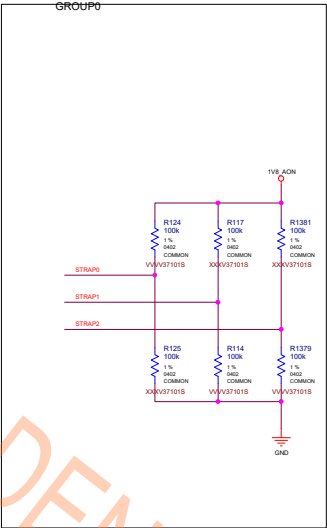 GROUP0
1V8_AON
R124
100k
1 %
0402
COMMON
VVVV37101S
R117
100k
1 %
0402
COMMON
XXXV37101S
R1381
100k
1 %
0402
COMMON
XXXV37101S
STRAP0
STRAP1
STRAP2
R125
100k
1 %
0402
COMMON
XXXV37101S
R114
100k
1 %
0402
COMMON
VVVV37101S
R1379
100k
1 %
0402
COMMON
VVVV37101S
GND
DEN